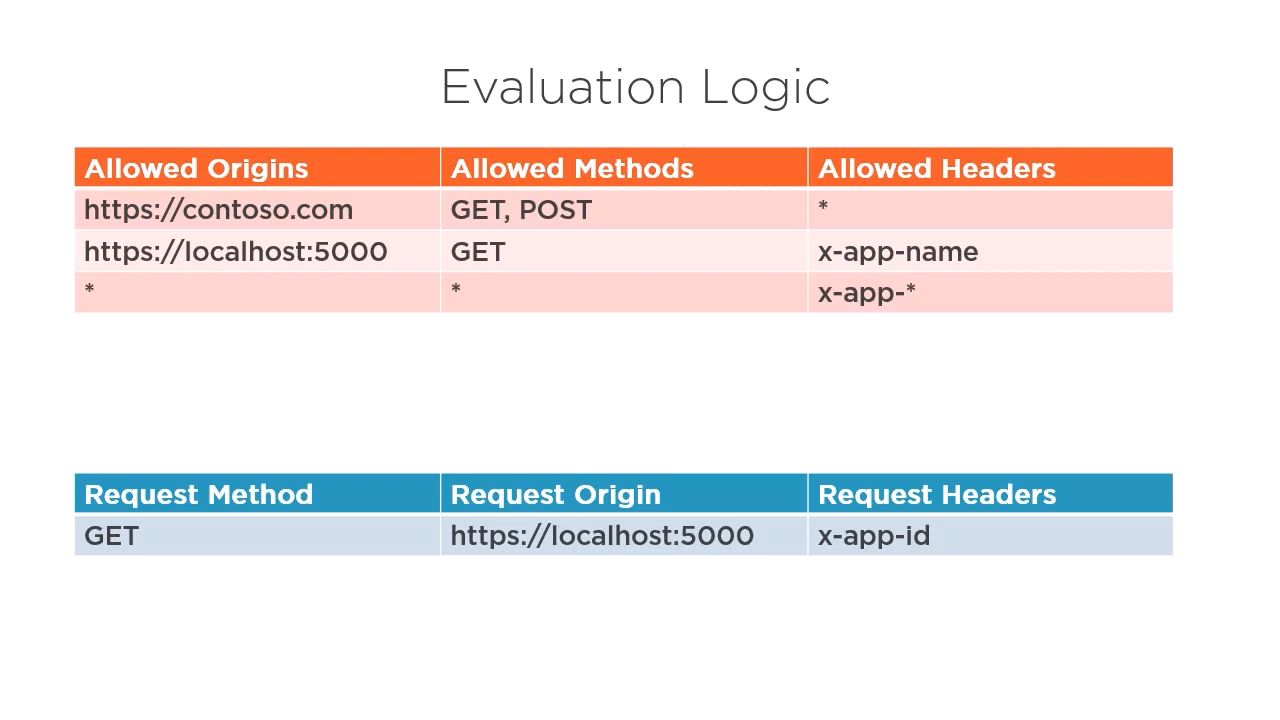 Evaluation Logic
Allowed Origins Allowed Methods Allowed Headers
https://contoso.com GET, POST *
https://localhost:5000 GET x-app-name
* * x-app-*
Request Method Request Origin Request Headers
GET https://localhost:5000 x-app-id